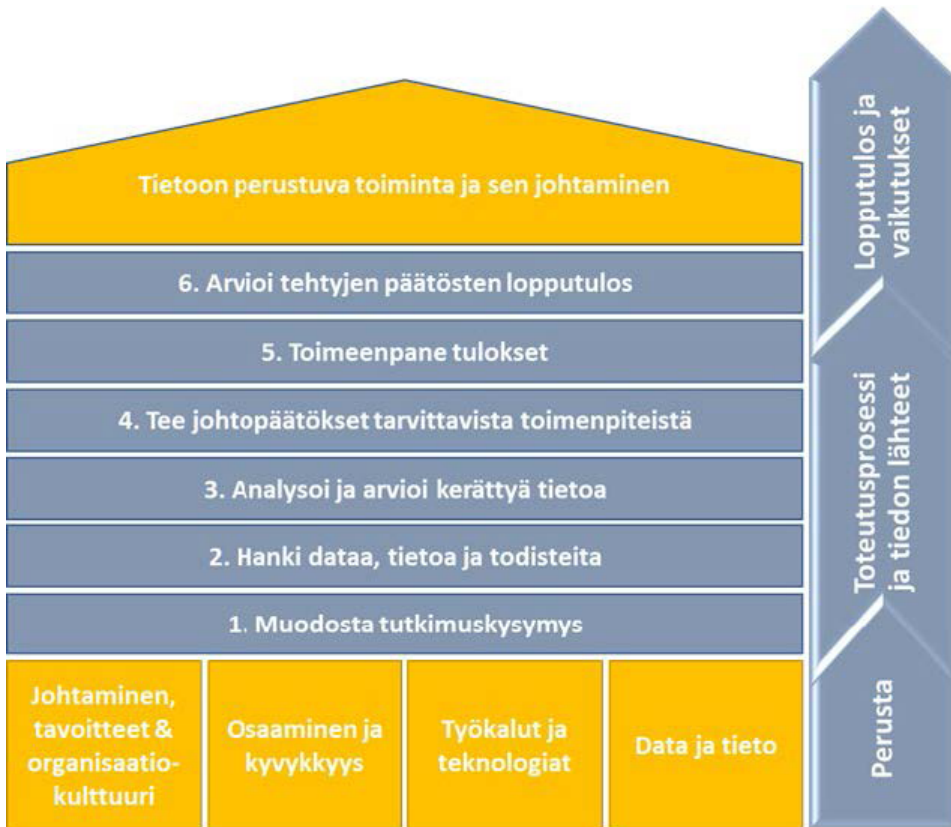 Tietoon perustuva toiminta ja sen johtaminen
6. Arvioi tehtyjen päätösten lopputulos
5. Toimeenpane tulokset
4. Tee johtopäätökset tarvittavista toimenpiteistä
3. Analysoi ja arvioi kerättyä tietoa
2. Hanki dataa, tietoa ja todisteita
1. Muodosta tutkimuskysymys
Johtaminen,
tavoitteet &
organisaatio-
kulttuuri
Osaaminen ja
kyvykkyys
Työkalut ja
teknologiat
Data ja tieto
Lopputulos ja
vaikutukset
Toteutusprosessi
ja tiedon lähteet
Perusta